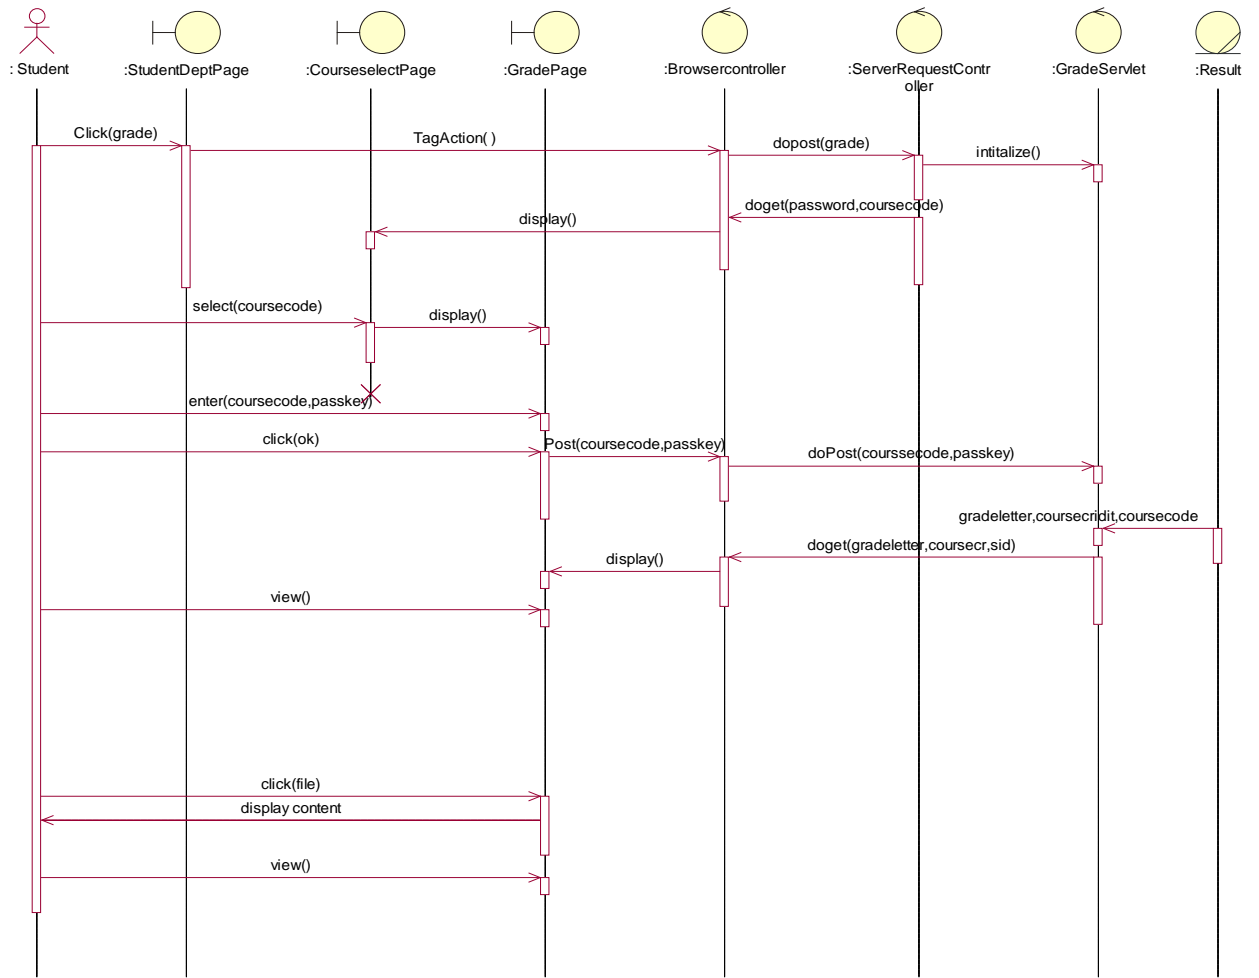 : Student
:StudentDeptPage
:CourseselectPage
:GradePage
:Browsercontroller
:ServerRequestContr
oller
:GradeServlet
:Result
Click(grade)
TagAction( )
dopost(grade)
intitalize()
doget(password,coursecode)
display()
select(coursecode)
display()
enter(coursecode,passkey)
click(ok)
Post(coursecode,passkey)
doPost(courssecode,passkey)
gradeletter,coursecridit,coursecode
doget(gradeletter,coursecr,sid)
display()
view()
click(file)
display content
view()